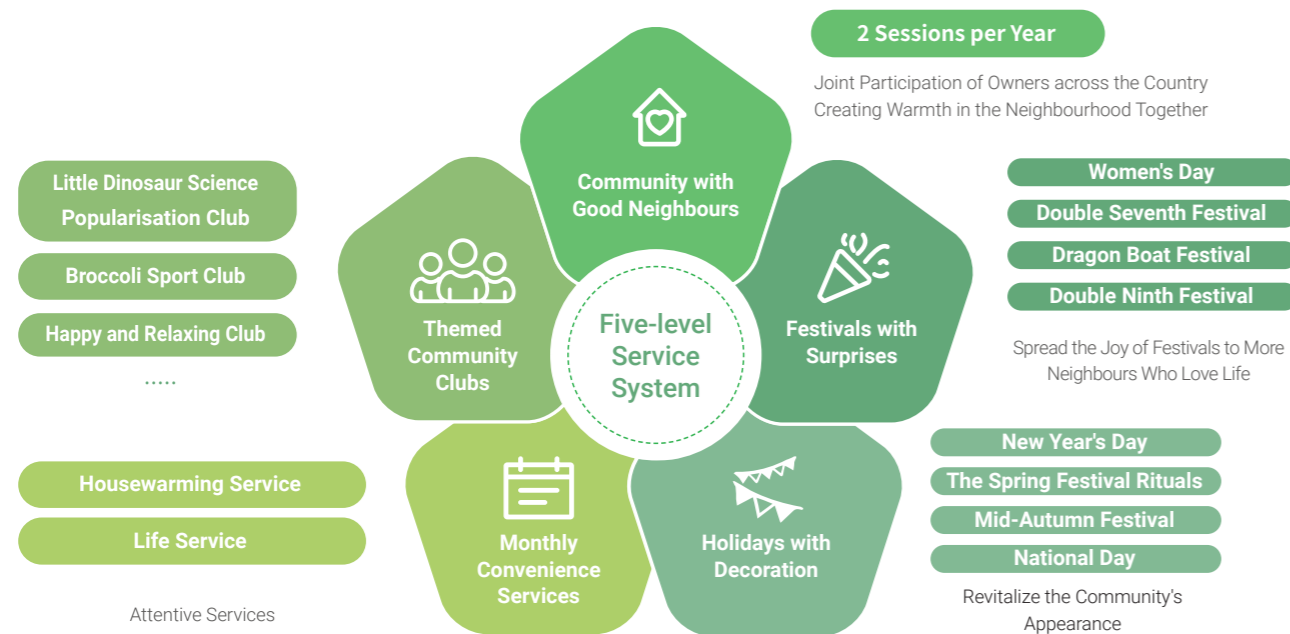 2 Sessions per Year
Joint Participation of Owners across the Country
Creating Warmth in the Neighbourhood Together
Community with
Good Neighbours
Little Dinosaur Science
Popularisation Club
Broccoli Sport Club
Happy and Relaxing Club
.....
Themed
Community
Clubs
Five-level
Service
System
Festivals with
Surprises
Women's Day
Double Seventh Festival
Dragon Boat Festival
Double Ninth Festival
Spread the Joy of Festivals to More
Neighbours Who Love Life
Housewarming Service
Life Service
Attentive Services
Monthly
Convenience
Services
Holidays with
Decoration
New Year's Day
The Spring Festival Rituals
Mid-Autumn Festival
National Day
Revitalize the Community's
Appearance